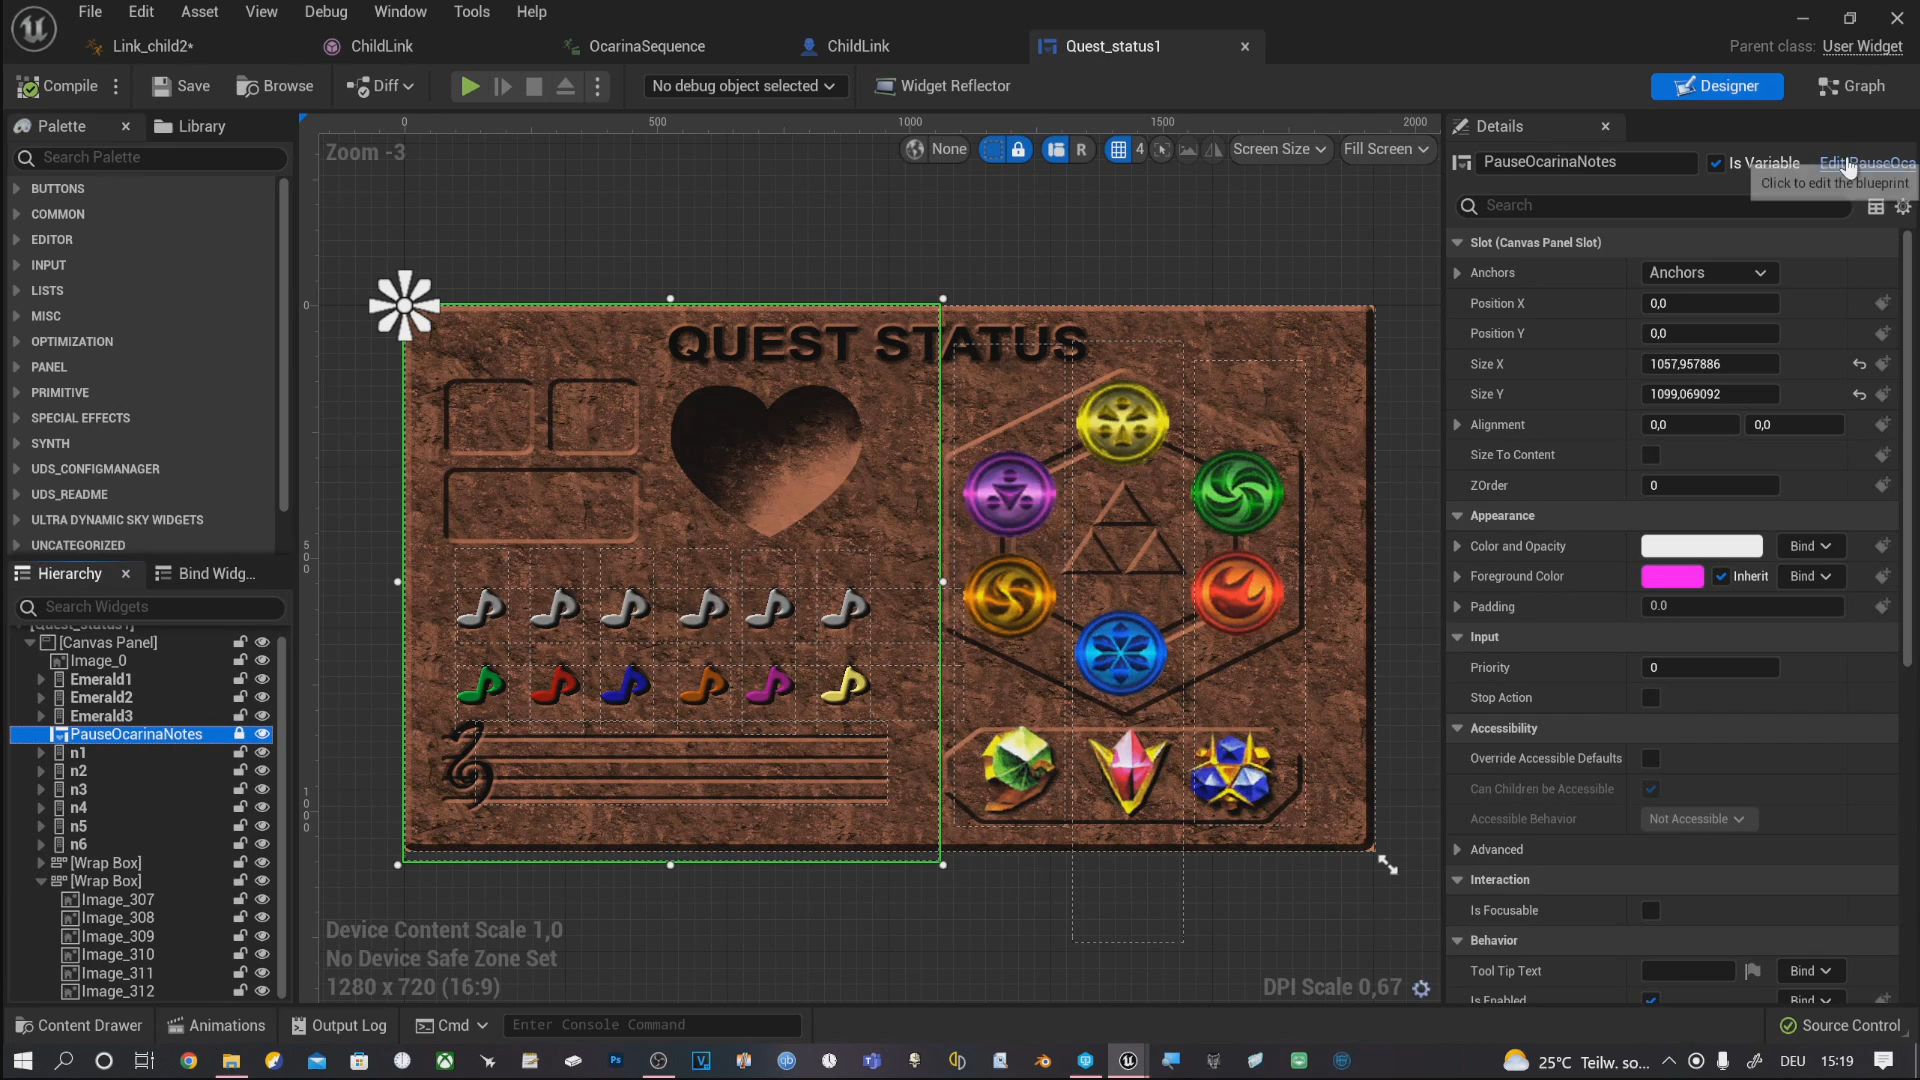 File Edit Asset View Debug Window Tools Help
Link_child2* ChildLink OcarinaSequence ChildLink Quest_status1 Parent class: User Widget
Compile Save Browse Diff No debug object selected Widget Reflector Designer Graph
Palette Library
Search Palette
BUTTONS
COMMON
EDITOR
INPUT
LISTS
MISC
OPTIMIZATION
PANEL
PRIMITIVE
SPECIAL EFFECTS
SYNTH
UDS_CONFIGMANAGER
UDS_README
ULTRA DYNAMIC SKY WIDGETS
UNCATEGORIZED
Hierarchy Bind Widg...
Search Widgets
[Quest_status1]
[Canvas Panel]
Image_0
Emerald1
Emerald2
Emerald3
PauseOcarinaNotes
n1
n2
n3
n4
n5
n6
[Wrap Box]
[Wrap Box]
Image_307
Image_308
Image_309
Image_310
Image_311
Image_312
0 500 1000 1500 2000
Zoom -3 None R 4 Screen Size Fill Screen
0
500
1000
QUEST STATUS
Device Content Scale 1,0
No Device Safe Zone Set
1280 x 720 (16:9) DPI Scale 0,67
Details
PauseOcarinaNotes Is Variable Edit PauseOca
Click to edit the blueprint
Search
Slot (Canvas Panel Slot)
Anchors Anchors
Position X 0,0
Position Y 0,0
Size X 1057,957886
Size Y 1099,069092
Alignment 0,0 0,0
Size To Content
ZOrder 0
Appearance
Color and Opacity Bind
Foreground Color Inherit Bind
Padding 0.0
Input
Priority 0
Stop Action
Accessibility
Override Accessible Defaults
Can Children be Accessible
Accessible Behavior Not Accessible
Advanced
Interaction
Is Focusable
Behavior
Tool Tip Text Bind
Is Enabled Bind
Content Drawer Animations Output Log Cmd Enter Console Command Source Control
25°C Teilw. so... DEU 15:19